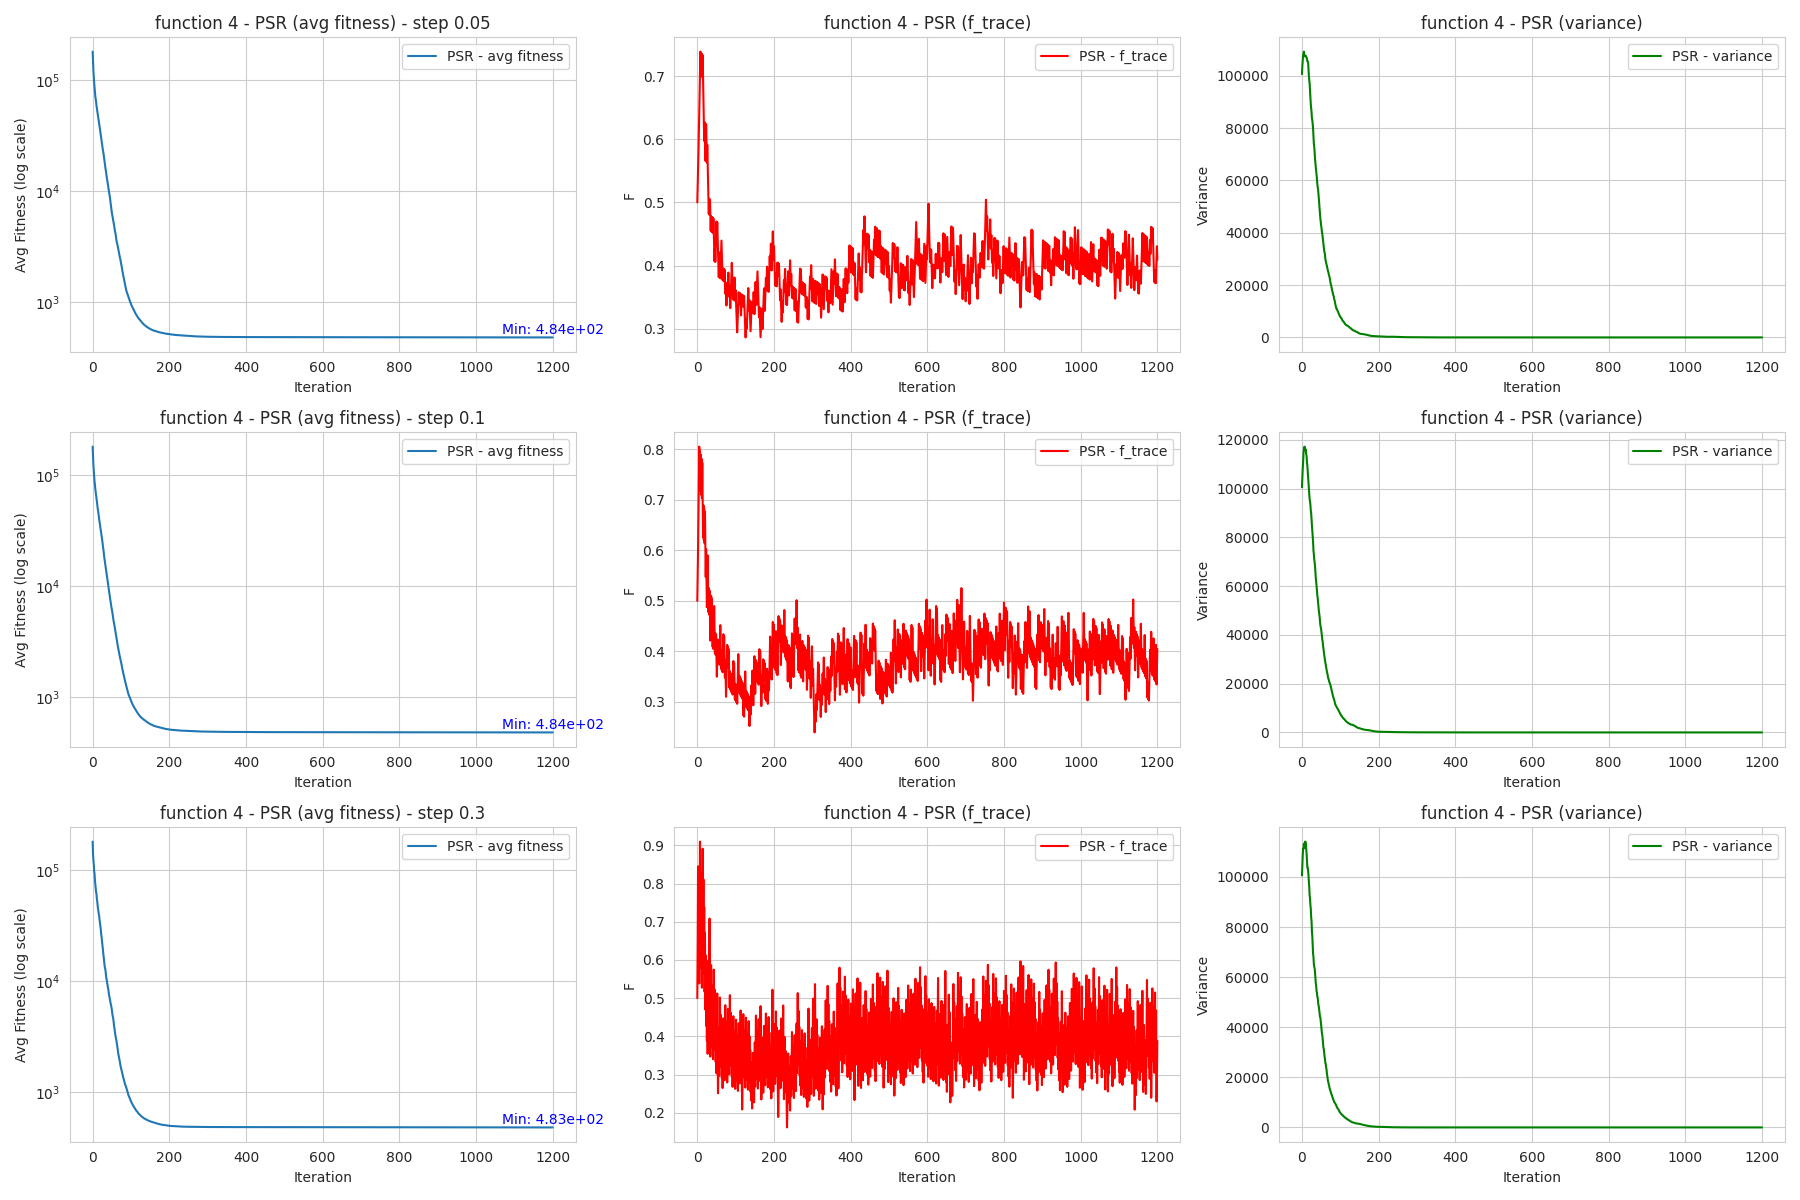 function 4 - PSR (avg fitness) - step 0.05
PSR - avg fitness
Avg Fitness (log scale)
10^5
10^4
10^3
Min: 4.84e+02
0 200 400 600 800 1000 1200
Iteration
function 4 - PSR (f_trace)
PSR - f_trace
F
0.7
0.6
0.5
0.4
0.3
0 200 400 600 800 1000 1200
Iteration
function 4 - PSR (variance)
PSR - variance
Variance
100000
80000
60000
40000
20000
0
0 200 400 600 800 1000 1200
Iteration
function 4 - PSR (avg fitness) - step 0.1
PSR - avg fitness
Avg Fitness (log scale)
10^5
10^4
10^3
Min: 4.84e+02
0 200 400 600 800 1000 1200
Iteration
function 4 - PSR (f_trace)
PSR - f_trace
F
0.8
0.7
0.6
0.5
0.4
0.3
0 200 400 600 800 1000 1200
Iteration
function 4 - PSR (variance)
PSR - variance
Variance
120000
100000
80000
60000
40000
20000
0
0 200 400 600 800 1000 1200
Iteration
function 4 - PSR (avg fitness) - step 0.3
PSR - avg fitness
Avg Fitness (log scale)
10^5
10^4
10^3
Min: 4.83e+02
0 200 400 600 800 1000 1200
Iteration
function 4 - PSR (f_trace)
PSR - f_trace
F
0.9
0.8
0.7
0.6
0.5
0.4
0.3
0.2
0 200 400 600 800 1000 1200
Iteration
function 4 - PSR (variance)
PSR - variance
Variance
100000
80000
60000
40000
20000
0
0 200 400 600 800 1000 1200
Iteration